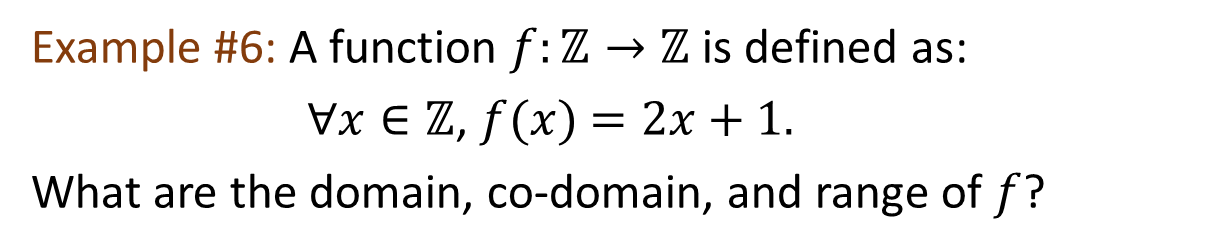 Example #6: A function 𝑓: ℤ → ℤ is defined as:
∀𝑥 ∈ ℤ, 𝑓(𝑥) = 2𝑥 + 1.
What are the domain, co-domain, and range of 𝑓?